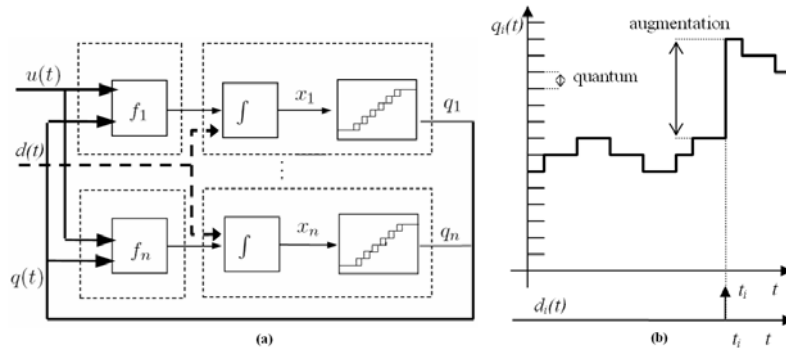 (a)
u(t)
f1
∫
x1
q1
d(t)
⋮
fn
∫
xn
qn
q(t)
(b)
qi(t)
augmentation
quantum
ti t
di(t)
ti t